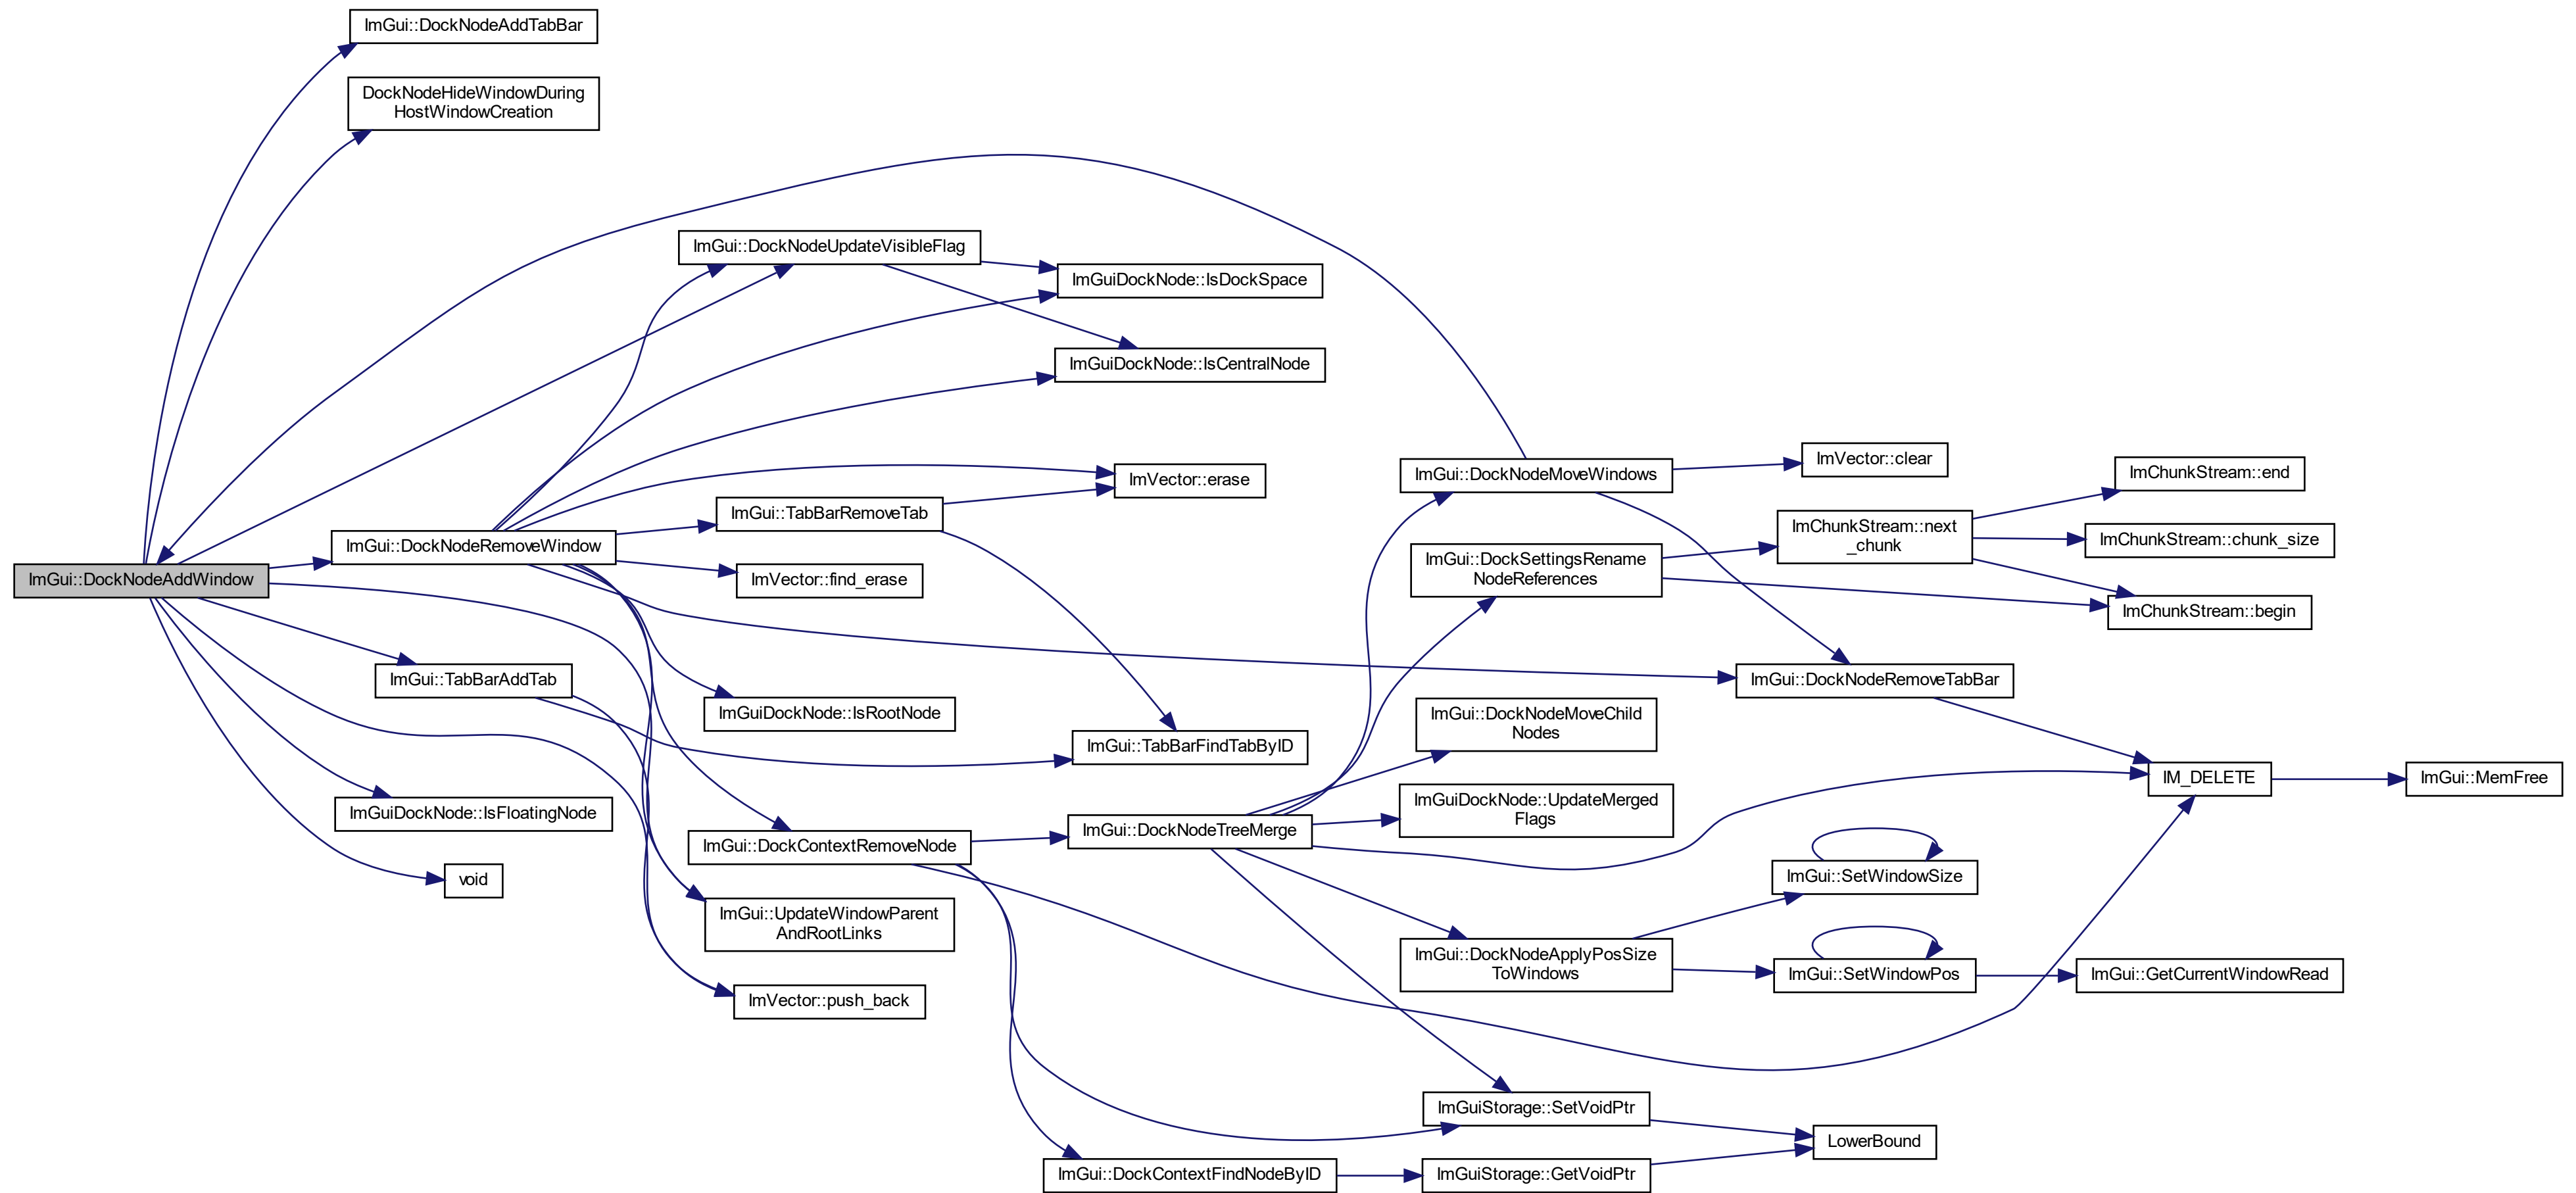 ImGui::DockNodeAddTabBar
DockNodeHideWindowDuring
HostWindowCreation
ImGui::DockNodeUpdateVisibleFlag
ImGuiDockNode::IsDockSpace
ImGuiDockNode::IsCentralNode
ImGui::DockNodeMoveWindows
ImVector::clear
ImChunkStream::end
ImVector::erase
ImGui::TabBarRemoveTab
ImChunkStream::next
_chunk
ImChunkStream::chunk_size
ImGui::DockNodeRemoveWindow
ImGui::DockSettingsRename
NodeReferences
ImGui::DockNodeAddWindow
ImVector::find_erase
ImChunkStream::begin
ImGui::TabBarAddTab
ImGui::DockNodeRemoveTabBar
ImGuiDockNode::IsRootNode
ImGui::DockNodeMoveChild
Nodes
ImGui::TabBarFindTabByID
IM_DELETE
ImGui::MemFree
ImGuiDockNode::IsFloatingNode
ImGuiDockNode::UpdateMerged
Flags
ImGui::DockNodeTreeMerge
ImGui::DockContextRemoveNode
void
ImGui::SetWindowSize
ImGui::UpdateWindowParent
AndRootLinks
ImGui::DockNodeApplyPosSize
ToWindows
ImGui::SetWindowPos
ImGui::GetCurrentWindowRead
ImVector::push_back
ImGuiStorage::SetVoidPtr
LowerBound
ImGui::DockContextFindNodeByID
ImGuiStorage::GetVoidPtr